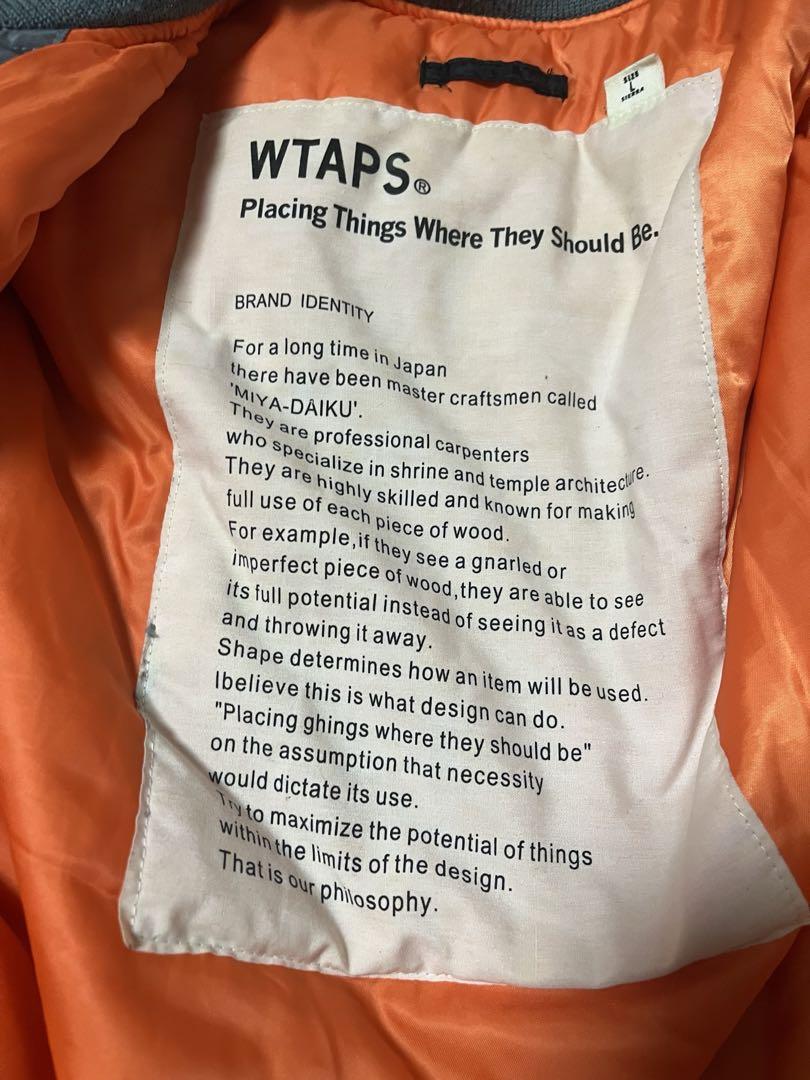 SIZE
L
SIERRA
WTAPS®
Placing Things Where They Should Be.
BRAND IDENTITY
For a long time in Japan
there have been master craftsmen called
'MIYA-DÂIKU'.
They are professional carpenters
who specialize in shrine and temple architecture.
They are highly skilled and known for making
full use of each piece of wood.
For example,if they see a gnarled or
imperfect piece of wood,they are able to see
its full potential instead of seeing it as a defect
and throwing it away.
Shape determines how an item will be used.
Ibelieve this is what design can do.
"Placing ghings where they should be"
on the assumption that necessity
would dictate its use.
Try to maximize the potential of things
within the limits of the design.
That is our philosophy.